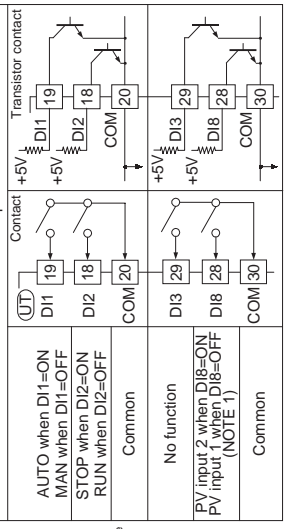 AUTO when DI1=ON
MAN when DI1=OFF
STOP when DI2=ON
RUN when DI2=OFF
Common
No function
PV input 2 when DI8=ON
PV input 1 when DI8=OFF
(NOTE 1)
Common
Contact
UT
DI1
19
DI2
18
COM
20
DI3
29
DI8
28
COM
30
Transistor contact
+5V
DI1
19
+5V
DI2
18
COM
20
+5V
DI3
29
+5V
DI8
28
COM
30